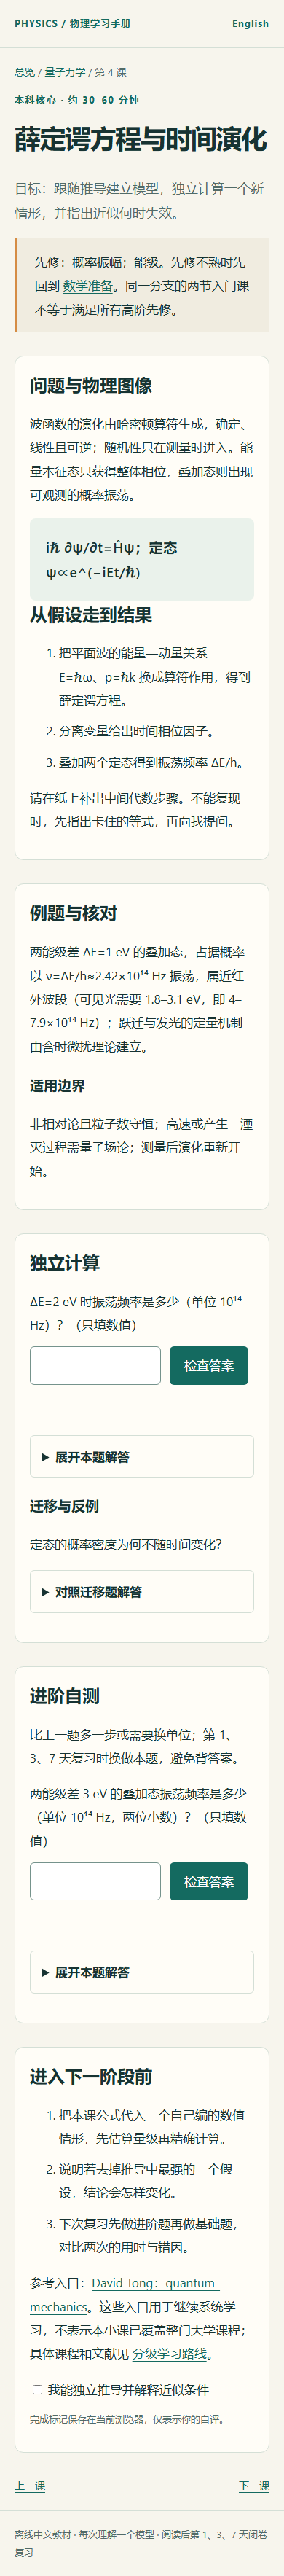 PHYSICS / 物理学习手册
English
总览 / 量子力学 / 第 4 课
本科核心 · 约 30–60 分钟
薛定谔方程与时间演化
目标：跟随推导建立模型，独立计算一个新
情形，并指出近似何时失效。
先修：概率振幅；能级。先修不熟时先
回到 数学准备。同一分支的两节入门课
不等于满足所有高阶先修。
问题与物理图像
波函数的演化由哈密顿算符生成，确定、
线性且可逆；随机性只在测量时进入。能
量本征态只获得整体相位，叠加态则出现
可观测的概率振荡。
iℏ ∂ψ/∂t=Ĥψ；定态
ψ∝e^(−iEt/ℏ)
从假设走到结果
1. 把平面波的能量—动量关系
E=ℏω、p=ℏk 换成算符作用，得到
薛定谔方程。
2. 分离变量给出时间相位因子。
3. 叠加两个定态得到振荡频率 ΔE/h。
请在纸上补出中间代数步骤。不能复现
时，先指出卡住的等式，再向我提问。
例题与核对
两能级差 ΔE=1 eV 的叠加态，占据概率
以 ν=ΔE/h≈2.42×10¹⁴ Hz 振荡，属近红
外波段（可见光需要 1.8–3.1 eV，即 4–
7.9×10¹⁴ Hz）；跃迁与发光的定量机制
由含时微扰理论建立。
适用边界
非相对论且粒子数守恒；高速或产生—湮
灭过程需量子场论；测量后演化重新开
始。
独立计算
ΔE=2 eV 时振荡频率是多少（单位 10¹⁴
Hz）？（只填数值）
检查答案
▶ 展开本题解答
迁移与反例
定态的概率密度为何不随时间变化？
▶ 对照迁移题解答
进阶自测
比上一题多一步或需要换单位；第 1、
3、7 天复习时换做本题，避免背答案。
两能级差 3 eV 的叠加态振荡频率是多少
（单位 10¹⁴ Hz，两位小数）？（只填数
值）
检查答案
▶ 展开本题解答
进入下一阶段前
1. 把本课公式代入一个自己编的数值
情形，先估算量级再精确计算。
2. 说明若去掉推导中最强的一个假
设，结论会怎样变化。
3. 下次复习先做进阶题再做基础题，
对比两次的用时与错因。
参考入口：David Tong：quantum-
mechanics。这些入口用于继续系统学
习，不表示本小课已覆盖整门大学课程；
具体课程和文献见 分级学习路线。
我能独立推导并解释近似条件
完成标记保存在当前浏览器，仅表示你的自评。
上一课
下一课
离线中文教材 · 每次理解一个模型 · 阅读后第 1、3、7 天闭卷
复习